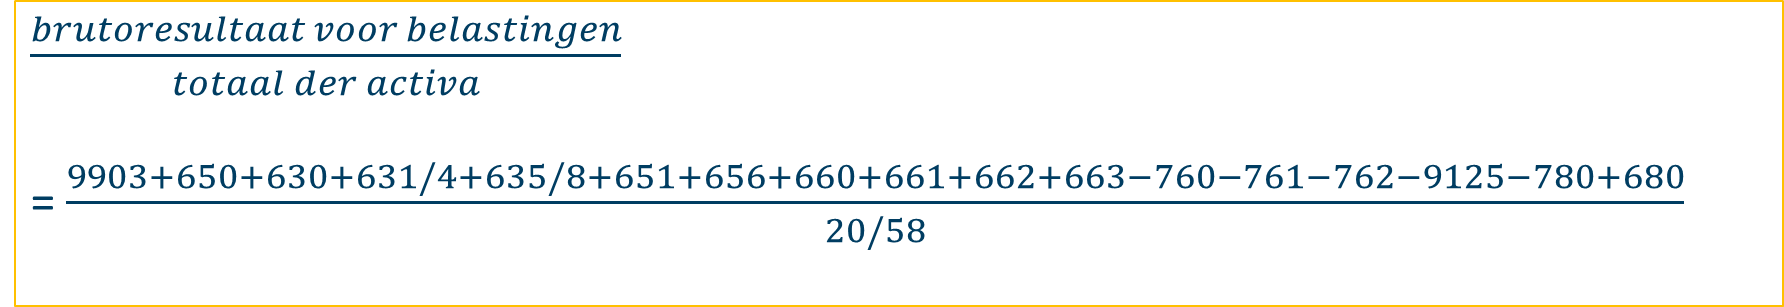 brutoresultaat voor belastingen
totaal der activa
= 9903+650+630+631/4+635/8+651+656+660+661+662+663−760−761−762−9125−780+680
20/58